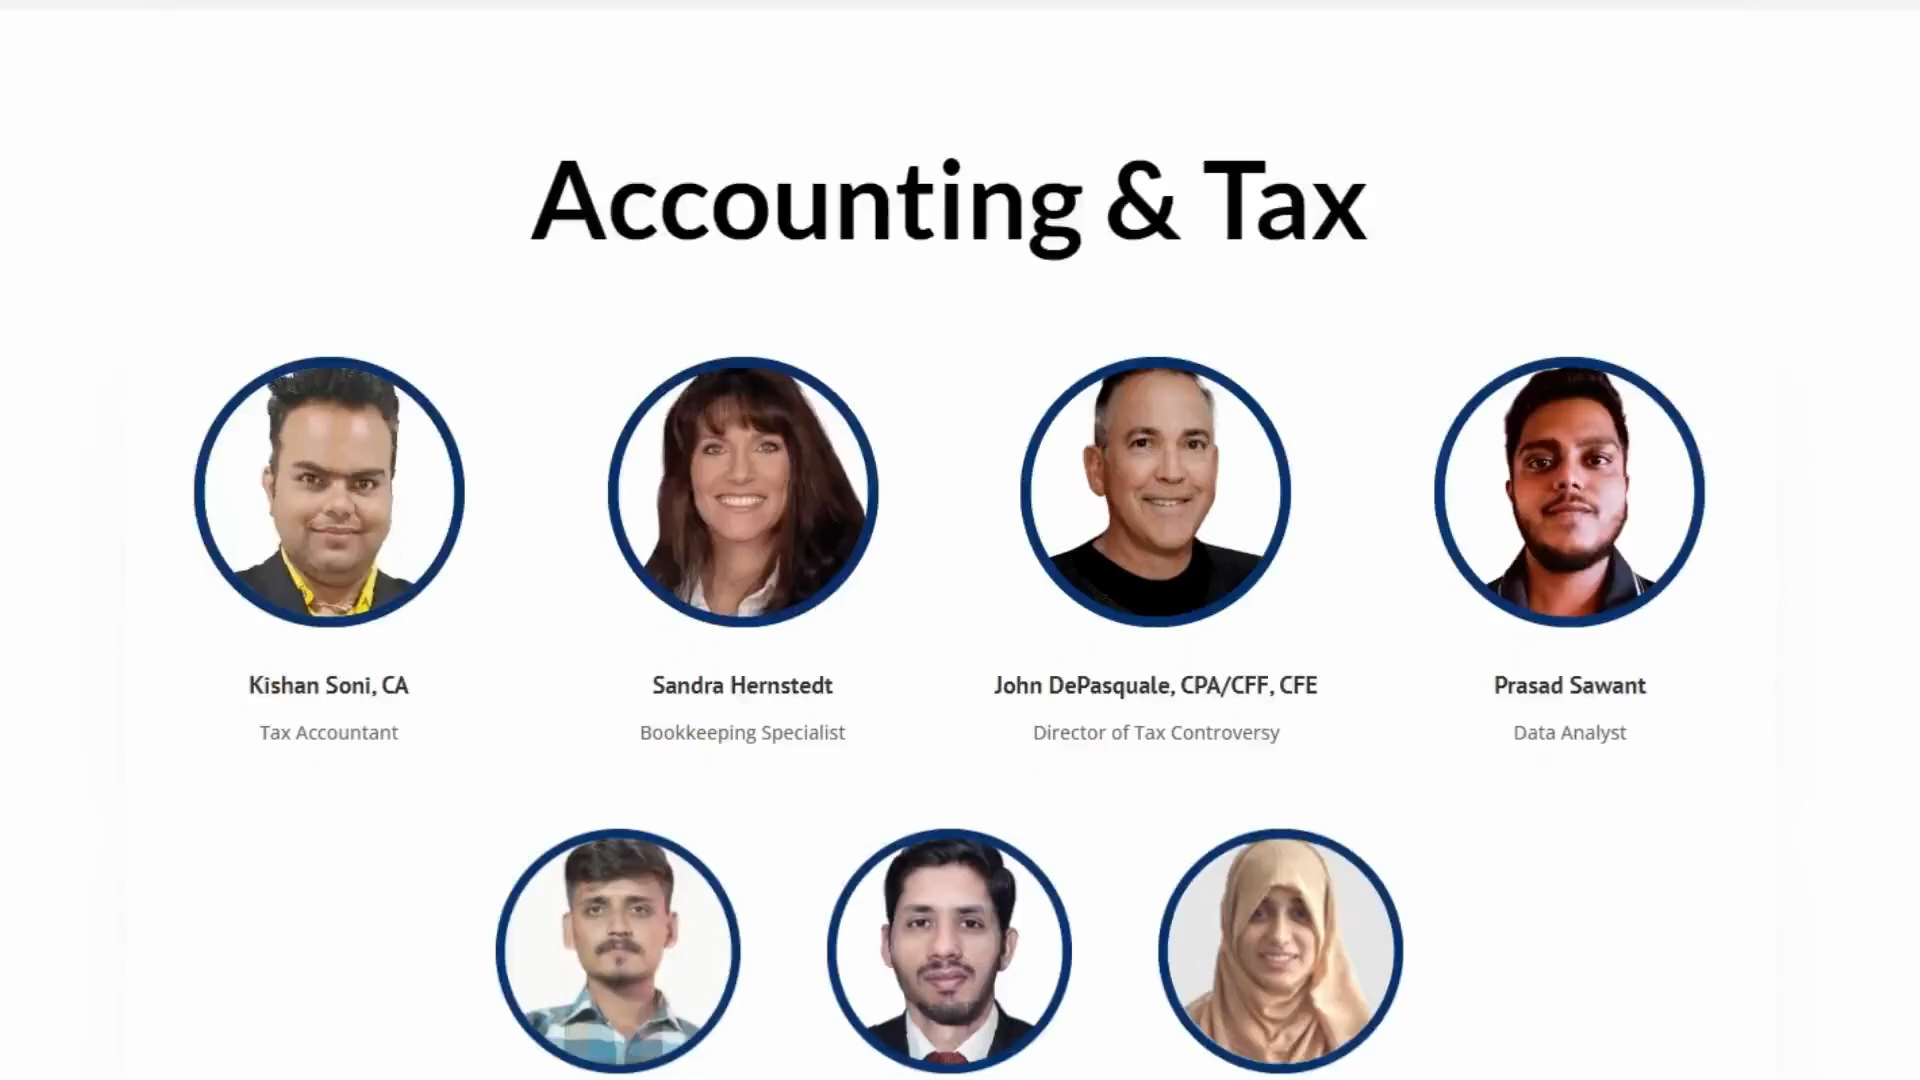 Accounting & Tax
Kishan Soni, CA
Sandra Hernstedt
John DePasquale, CPA/CFF, CFE
Prasad Sawant
Tax Accountant
Bookkeeping Specialist
Director of Tax Controversy
Data Analyst